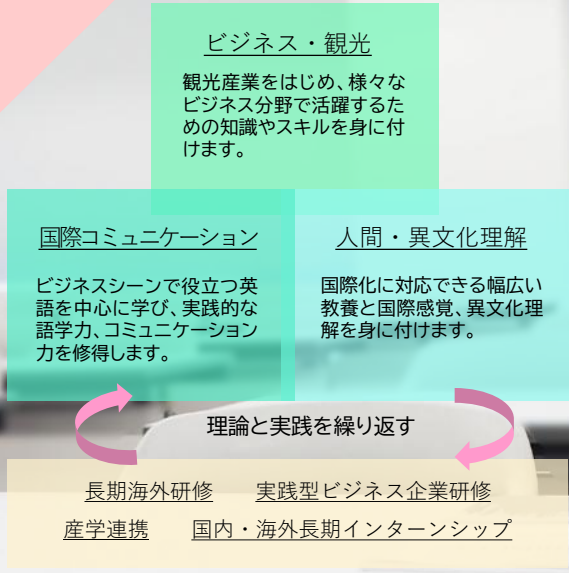 ビジネス・観光
観光産業をはじめ、様々な
ビジネス分野で活躍するた
めの知識やスキルを身に付
けます。
国際コミュニケーション
ビジネスシーンで役立つ英
語を中心に学び、実践的な
語学力、コミュニケーション
力を修得します。
人間・異文化理解
国際化に対応できる幅広い
教養と国際感覚、異文化理
解を身に付けます。
理論と実践を繰り返す
長期海外研修 実践型ビジネス企業研修
産学連携 国内・海外長期インターンシップ